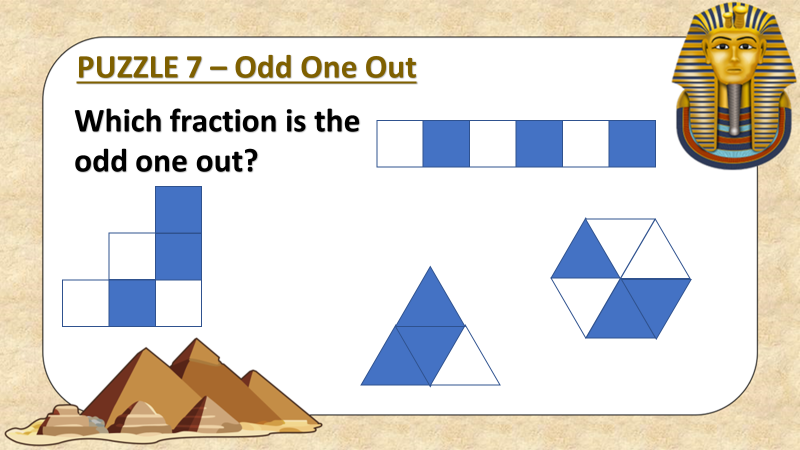 PUZZLE 7 – Odd One Out
Which fraction is the
odd one out?